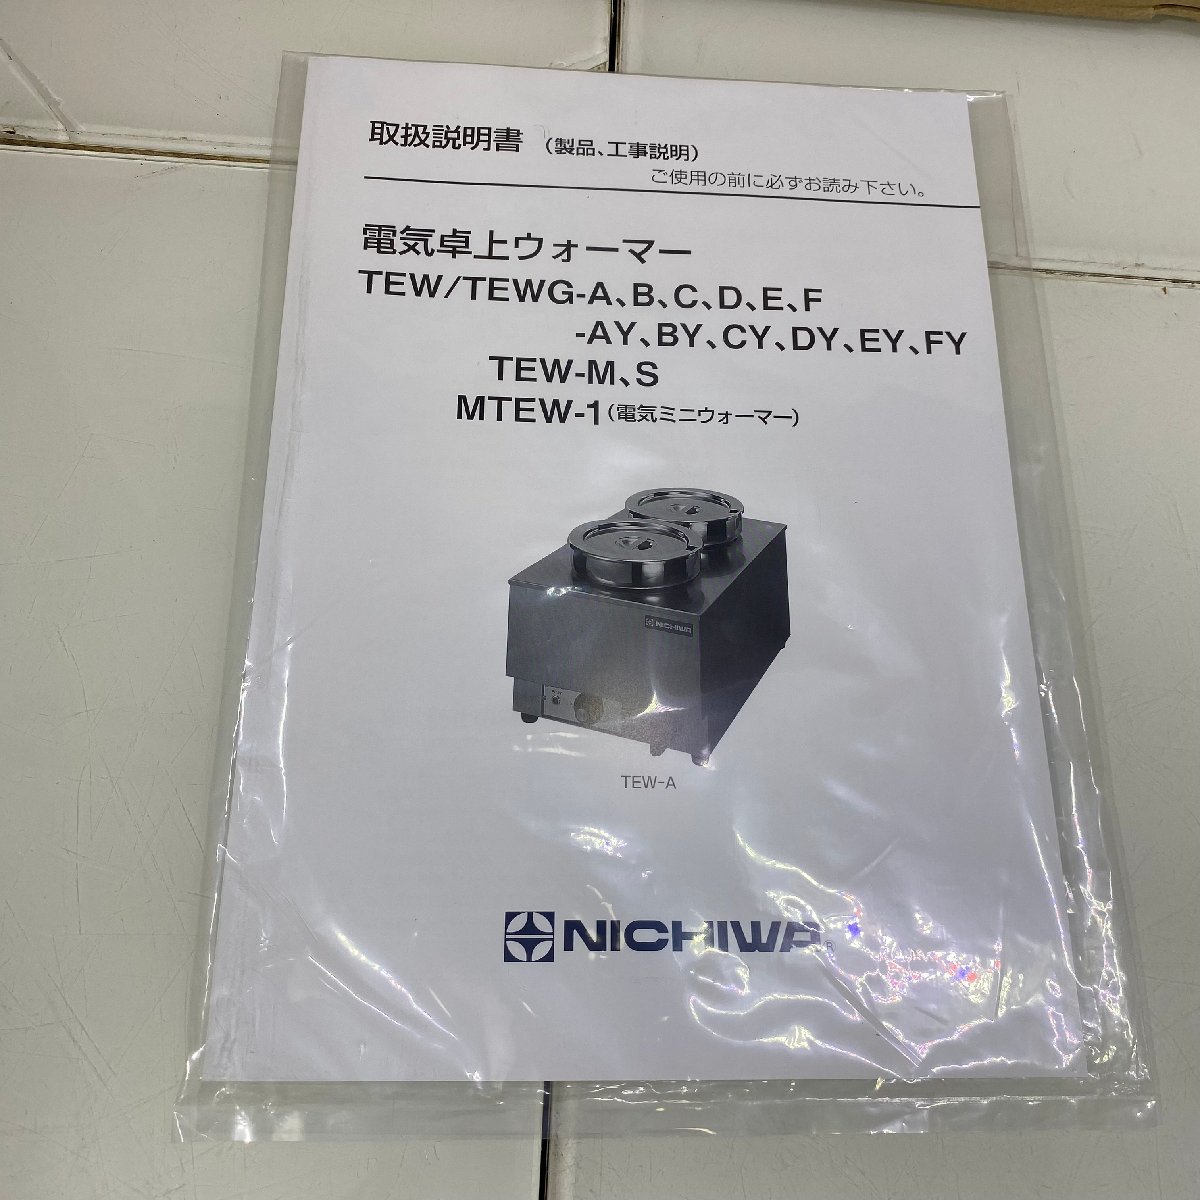 取扱説明書 (製品、工事説明)
ご使用の前に必ずお読み下さい。
電気卓上ウォーマー
TEW/TEWG-A、B、C、D、E、F
-AY、BY、CY、DY、EY、FY
TEW-M、S
MTEW-1(電気ミニウォーマー)
NICHIWA
TEW-A
NICHIWA®